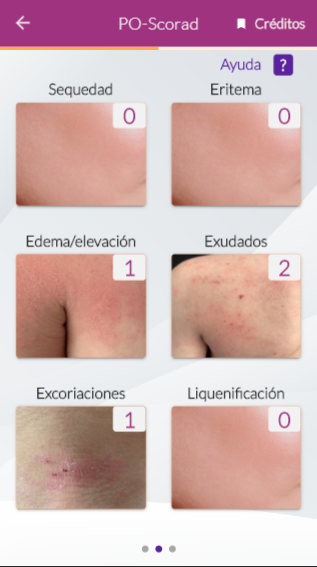 PO-Scorad
Créditos
Ayuda ?
Sequedad Eritema
0 0
Edema/elevación Exudados
1 2
Excoriaciones Liquenificación
1 0